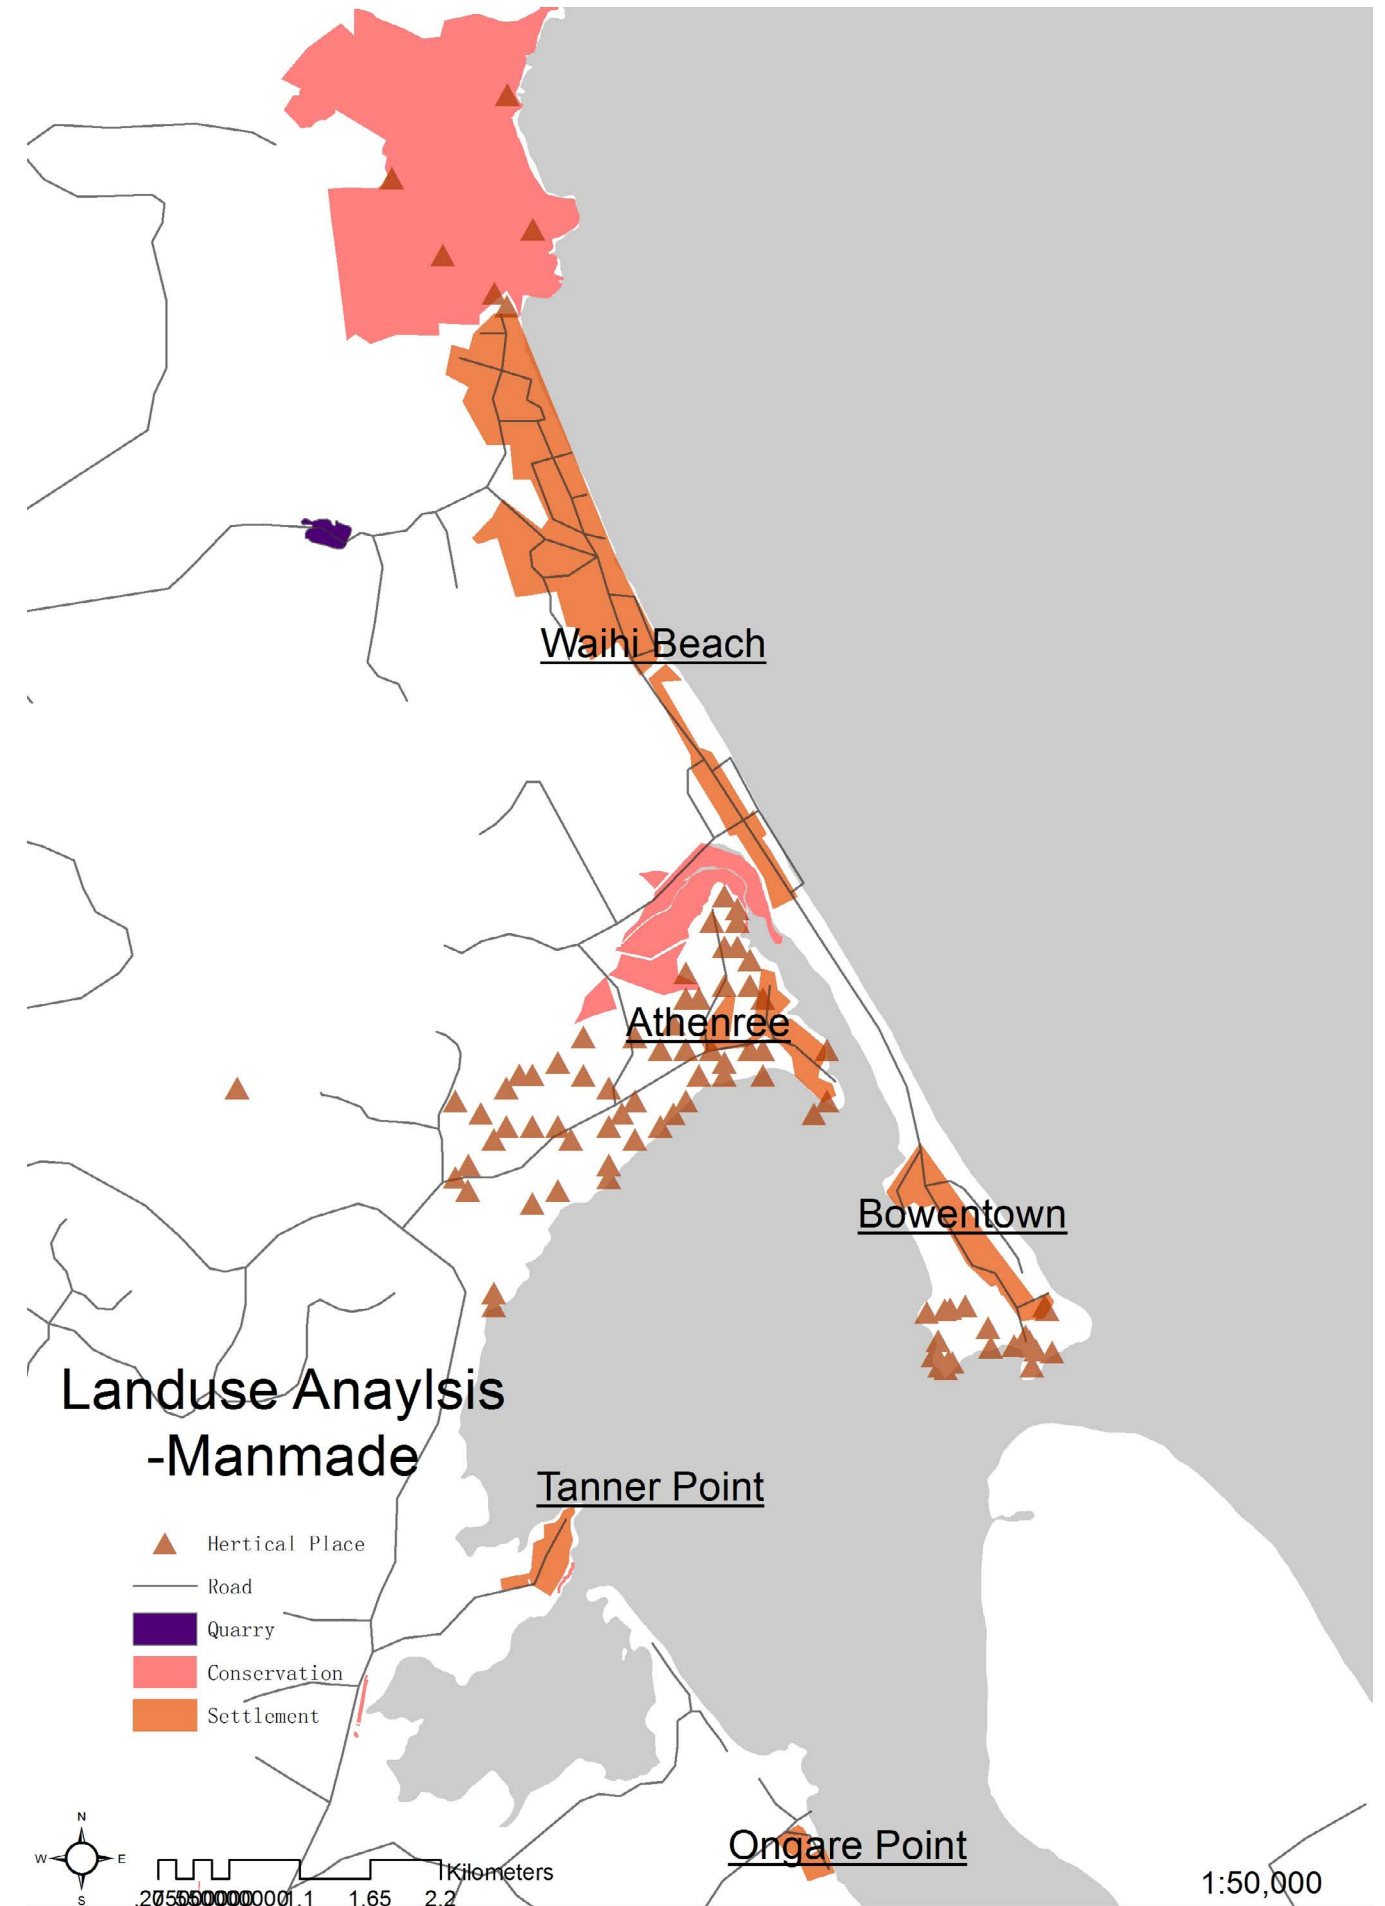 Waihi Beach
Athenree
Bowentown
Landuse Anaylsis
-Manmade
Tanner Point
Hertical Place
Road
Quarry
Conservation
Settlement
Ongare Point
N
W E
S
Kilometers
1.1 1.65 2.2
1:50,000